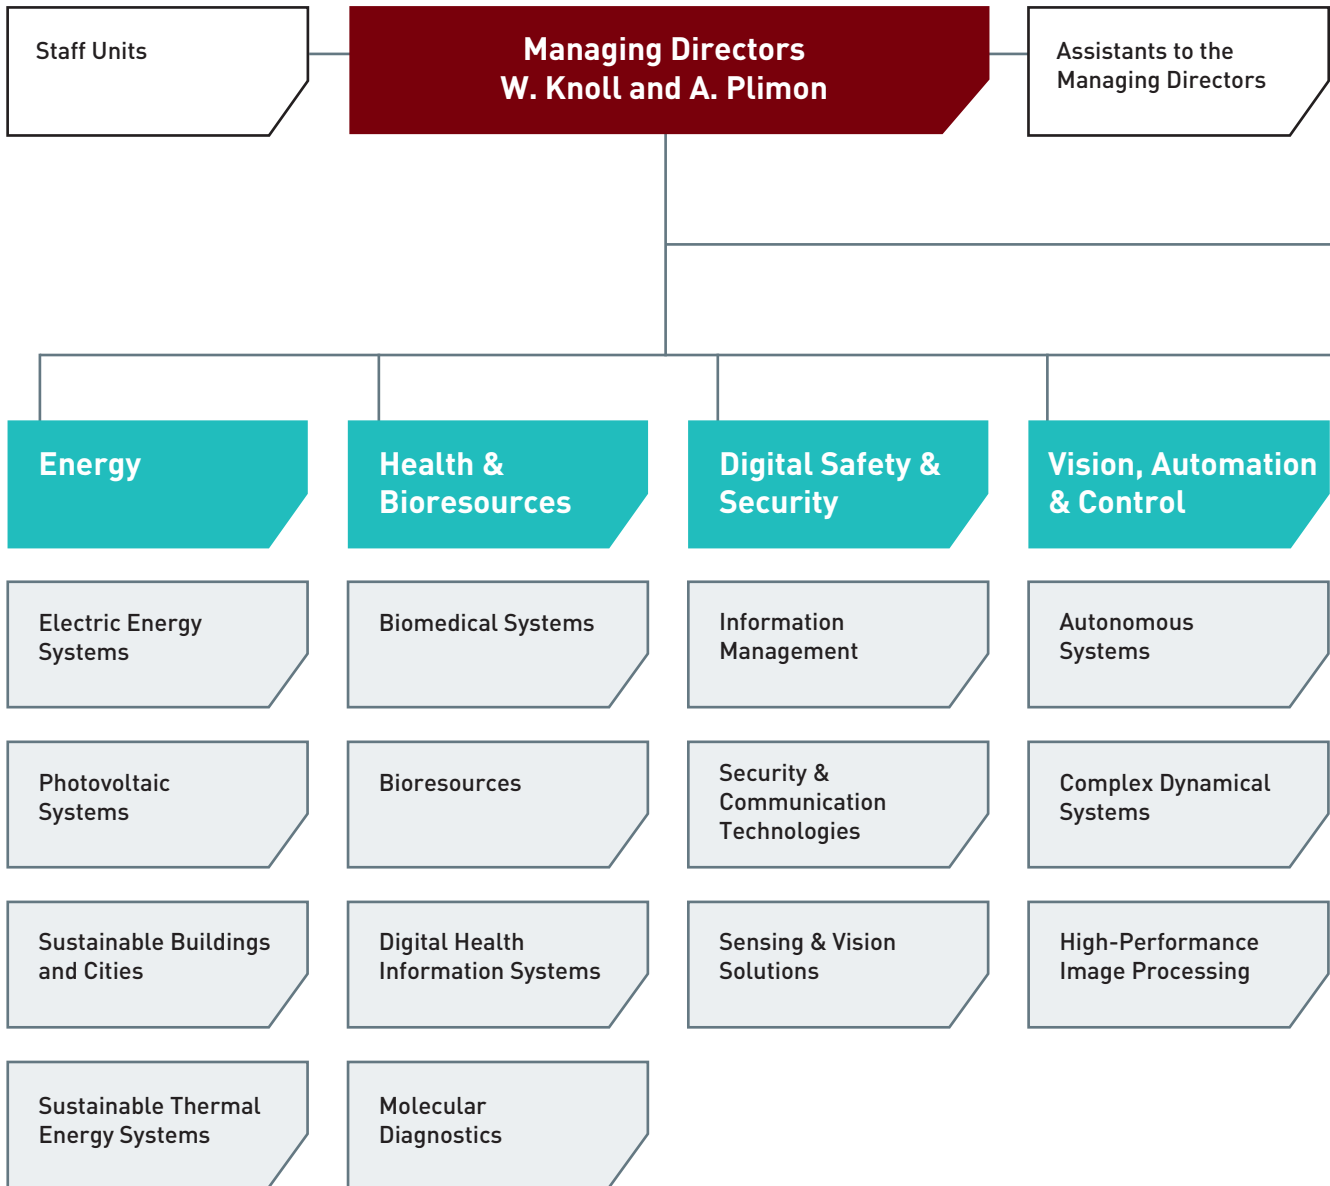 Staff Units
Managing Directors
W. Knoll and A. Plimon
Assistants to the
Managing Directors
Energy
Health &
Bioresources
Digital Safety &
Security
Vision, Automation
& Control
Electric Energy
Systems
Biomedical Systems
Information
Management
Autonomous
Systems
Photovoltaic
Systems
Bioresources
Security &
Communication
Technologies
Complex Dynamical
Systems
Sustainable Buildings
and Cities
Digital Health
Information Systems
Sensing & Vision
Solutions
High-Performance
Image Processing
Sustainable Thermal
Energy Systems
Molecular
Diagnostics